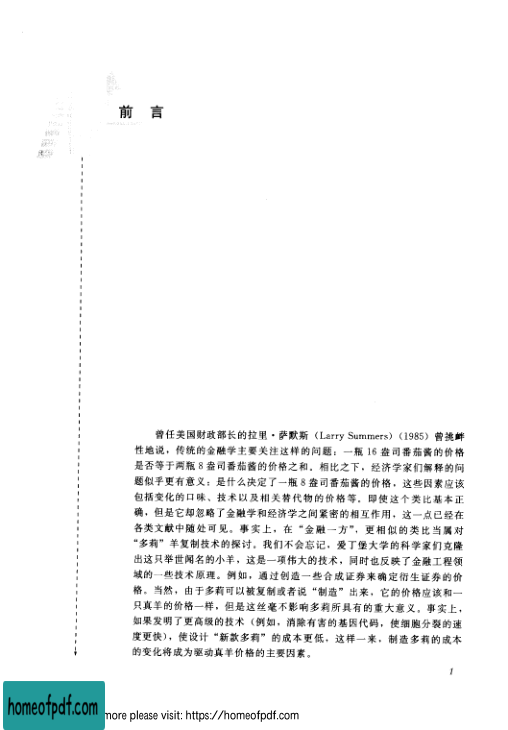 前 言
曾任美国财政部长的拉里·萨默斯（Larry Summers）（1985）曾挑衅
性地说，传统的金融学主要关注这样的问题：一瓶 16 盎司番茄酱的价格
是否等于两瓶 8 盎司番茄酱的价格之和。相比之下，经济学家们解释的问
题似乎更有意义：是什么决定了一瓶 8 盎司番茄酱的价格，这些因素应该
包括变化的口味、技术以及相关替代物的价格等。即使这个类比基本正
确，但是它却忽略了金融学和经济学之间紧密的相互作用，这一点已经在
各类文献中随处可见。事实上，在“金融一方”，更相似的类比当属对
“多莉”羊复制技术的探讨。我们不会忘记，爱丁堡大学的科学家们克隆
出这只举世闻名的小羊，这是一项伟大的技术，同时也反映了金融工程领
域的一些技术原理。例如，通过创造一些合成证券来确定衍生证券的价
格。当然，由于多莉可以被复制或者说“制造”出来，它的价格应该和一
只真羊的价格一样，但是这丝毫不影响多莉所具有的重大意义。事实上，
如果发明了更高级的技术（例如，消除有害的基因代码，使细胞分裂的速
度更快），使设计“新款多莉”的成本更低，这样一来，制造多莉的成本
的变化将成为驱动真羊价格的主要因素。
1
homeofpdf.com
more please visit: https://homeofpdf.com